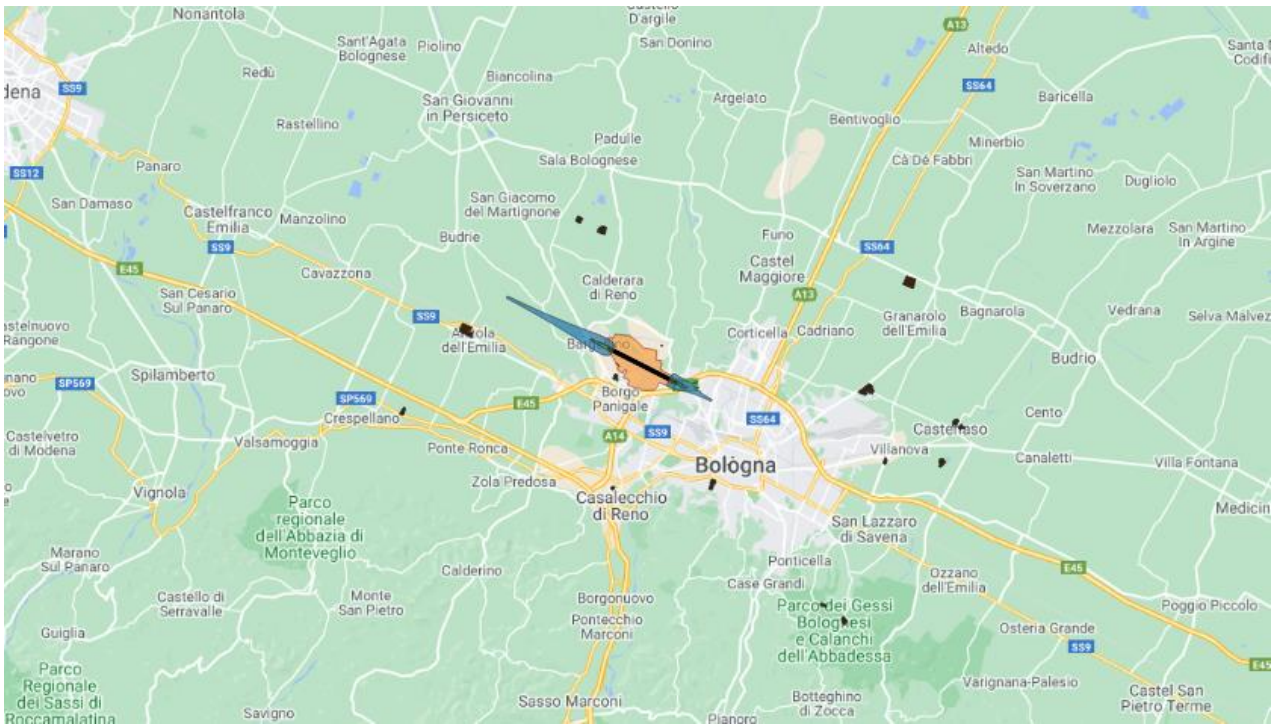 Castello
D'argile
Nonantola
A13
Sant'Agata
Bolognese
Piolino
San Donino
Altedo
Redù
Biancolina
SS9
SS64
San Giovanni
in Persiceto
Argelato
Baricella
Rastellino
Bentivoglio
Padulle
Minerbio
Panaro
Sala Bolognese
Cà Dè Fabbri
SS12
San Martino
In Soverzano
Dugliolo
San Damaso
San Giacomo
del Martignone
Castelfranco
Emilia
Manzolino
Mezzolara
San Martino
In Argine
Budrie
Funo
SS9
SS64
Castel
Maggiore
E45
Cavazzona
Calderara
di Reno
San Cesario
Sul Panaro
A13
Bagnarola
Vedrana
SS9
Granarolo
dell'Emilia
Corticella
Cadriano
dell'Emilia
Budrio
Spilamberto
SP569
Borgo
Panigale
SP569
E45
Crespellano
SS64
Cento
Castelvetro
di Modena
Valsamoggia
Ponte Ronca
A14
SS9
Castenaso
Villanova
Canaletti
Villa Fontana
Bologna
Vignola
Zola Predosa
Casalecchio
di Reno
Parco
regionale
dell'Abbazia di
Monteveglio
San Lazzaro
di Savena
Marano
Sul Panaro
Ponticella
E45
Calderino
Case Grandi
Ozzano
dell'Emilia
Castello di
Serravalle
Monte
San Pietro
Borgonuovo
Parco dei Gessi
Bolognesi
e Calanchi
dell'Abbadessa
Poggio Piccolo
Pontecchio
Marconi
Guiglia
Osteria Grande
SS9
E45
Parco
Regionale
dei Sassi di
Roccamalatina
Varignana-Palesio
Castel San
Pietro Terme
Sasso Marconi
Botteghino
di Zocca
Savigno
Pianoro